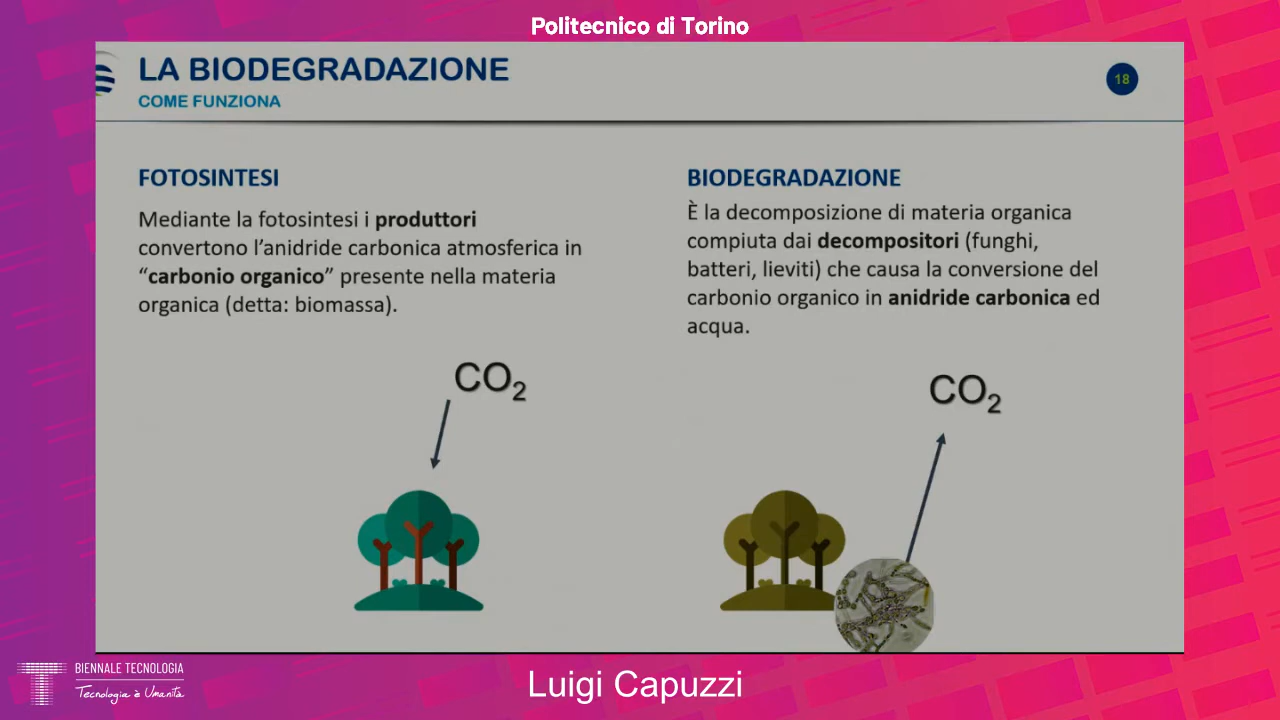 Politecnico di Torino
LA BIODEGRADAZIONE
COME FUNZIONA
18
FOTOSINTESI
Mediante la fotosintesi i produttori
convertono l’anidride carbonica atmosferica in
“carbonio organico” presente nella materia
organica (detta: biomassa).
CO2
BIODEGRADAZIONE
È la decomposizione di materia organica
compiuta dai decompositori (funghi,
batteri, lieviti) che causa la conversione del
carbonio organico in anidride carbonica ed
acqua.
CO2
BIENNALE TECNOLOGIA
Tecnologia è Umanità
Luigi Capuzzi